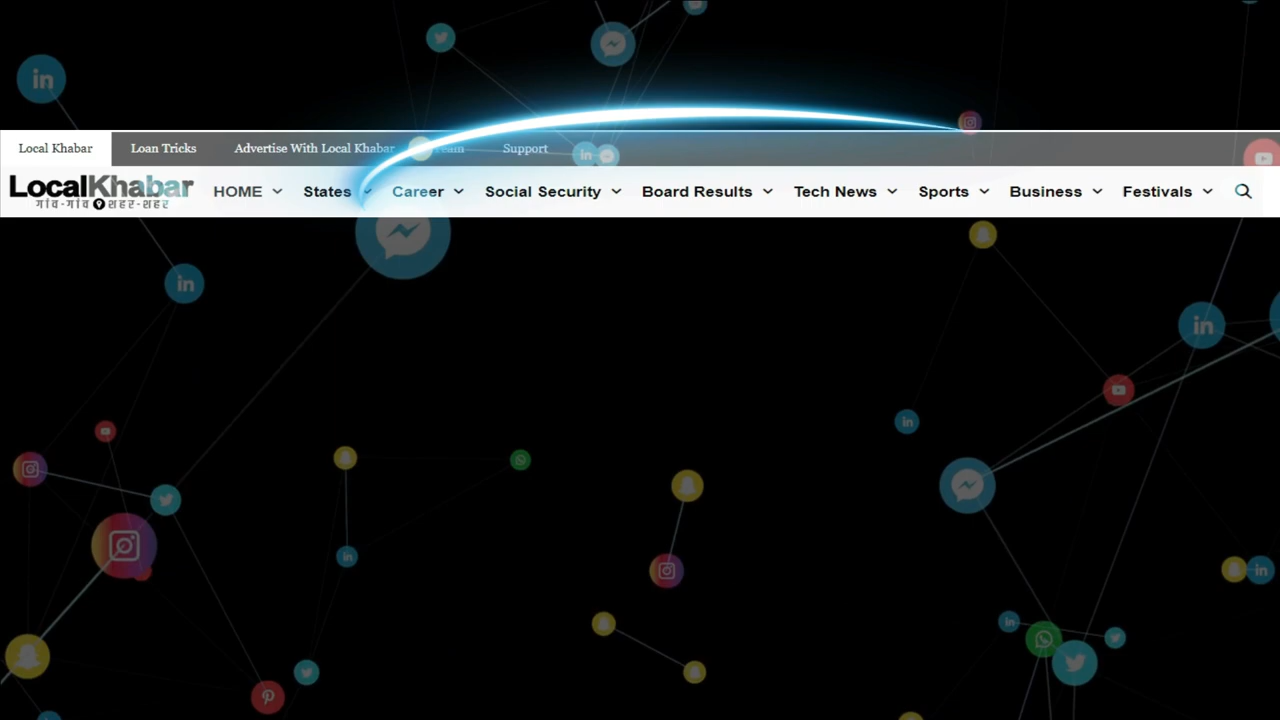 Local Khabar Loan Tricks Advertise With Local Khabar Team Support
LocalKhabar HOME States Career Social Security Board Results Tech News Sports Business Festivals
गांव-गांव शहर-शहर